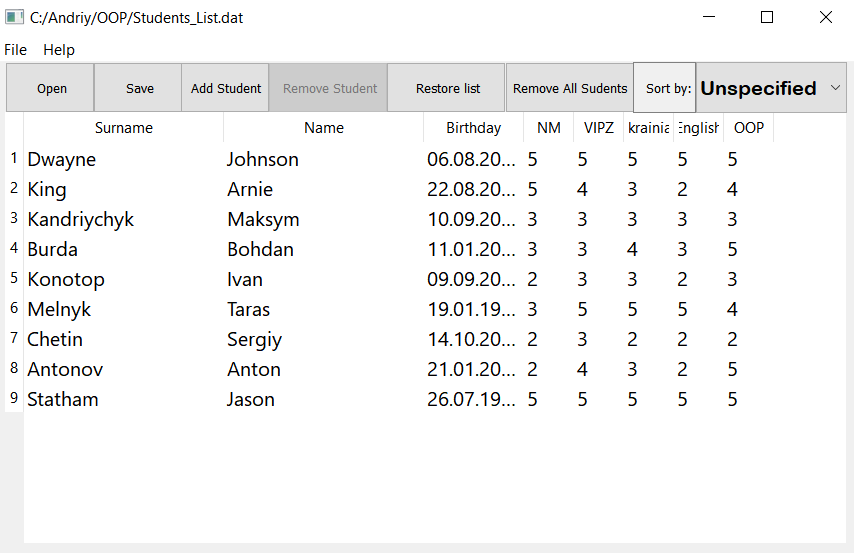 C:/Andriy/OOP/Students_List.dat
File Help
Open Save Add Student Remove Student Restore list Remove All Sudents Sort by: Unspecified
Surname Name Birthday NM VIPZ krainia English OOP
1 Dwayne Johnson 06.08.20... 5 5 5 5 5
2 King Arnie 22.08.20... 5 4 3 2 4
3 Kandriychyk Maksym 10.09.20... 3 3 3 3 3
4 Burda Bohdan 11.01.20... 3 3 4 3 5
5 Konotop Ivan 09.09.20... 2 3 3 2 3
6 Melnyk Taras 19.01.19... 3 5 5 5 4
7 Chetin Sergiy 14.10.20... 2 3 2 2 2
8 Antonov Anton 21.01.20... 2 4 3 2 5
9 Statham Jason 26.07.19... 5 5 5 5 5